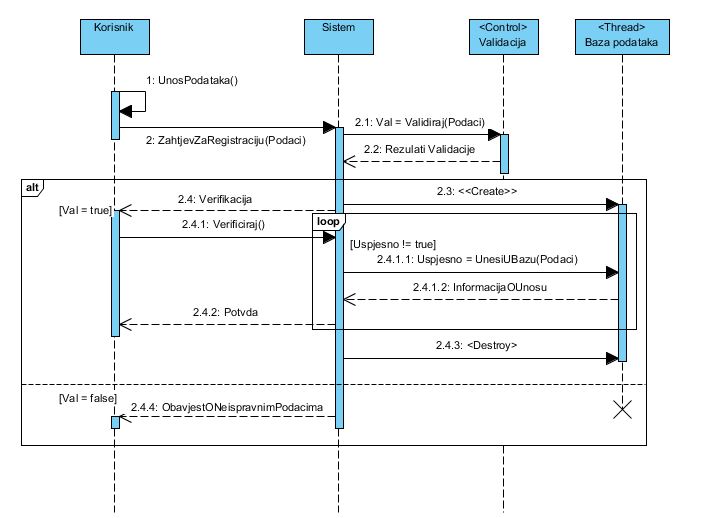 Korisnik
Sistem
<Control>
Validacija
<Thread>
Baza podataka
1: UnosPodataka()
2: ZahtjevZaRegistraciju(Podaci)
2.1: Val = Validiraj(Podaci)
2.2: Rezulati Validacije
alt
2.3: <<Create>>
2.4: Verifikacija
[Val = true]
loop
2.4.1: Verificiraj()
[Uspjesno != true]
2.4.1.1: Uspjesno = UnesiUBazu(Podaci)
2.4.1.2: InformacijaOUnosu
2.4.2: Potvda
2.4.3: <Destroy>
[Val = false]
2.4.4: ObavjestONeispravnimPodacima